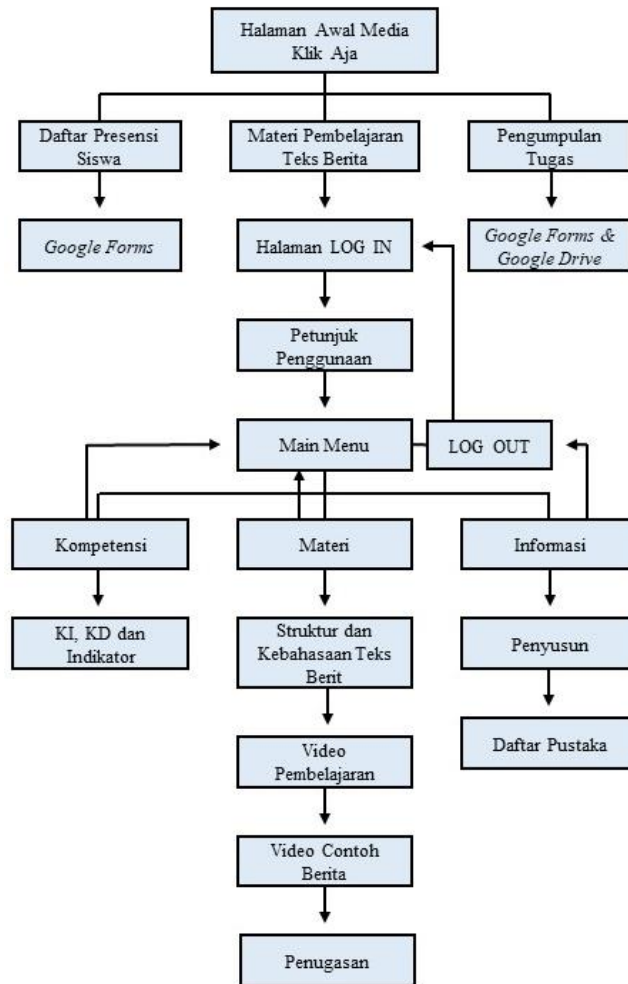 Halaman Awal Media
Klik Aja
Daftar Presensi
Siswa
Materi Pembelajaran
Teks Berita
Pengumpulan
Tugas
Google Forms
Halaman LOG IN
Google Forms &
Google Drive
Petunjuk
Penggunaan
Main Menu
LOG OUT
Kompetensi
Materi
Informasi
KI, KD dan
Indikator
Struktur dan
Kebahasaan Teks
Berit
Penyusun
Video
Pembelajaran
Daftar Pustaka
Video Contoh
Berita
Penugasan